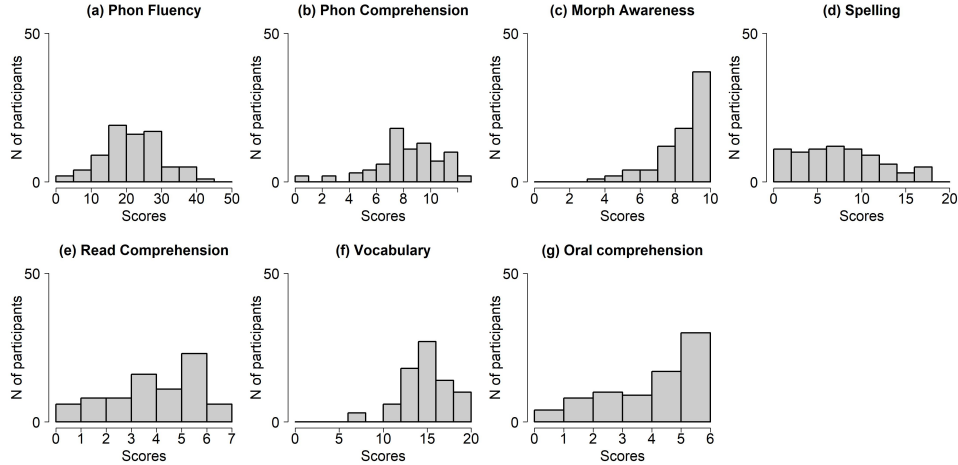 (a) Phon Fluency
(b) Phon Comprehension
(c) Morph Awareness
(d) Spelling
50
0
N of participants
0 10 20 30 40 50
Scores
50
0
N of participants
0 2 4 6 8 10
Scores
50
0
N of participants
0 2 4 6 8 10
Scores
50
0
N of participants
0 5 10 15 20
Scores
(e) Read Comprehension
(f) Vocabulary
(g) Oral comprehension
50
0
N of participants
0 1 2 3 4 5 6 7
Scores
50
0
N of participants
0 5 10 15 20
Scores
50
0
N of participants
0 1 2 3 4 5 6
Scores